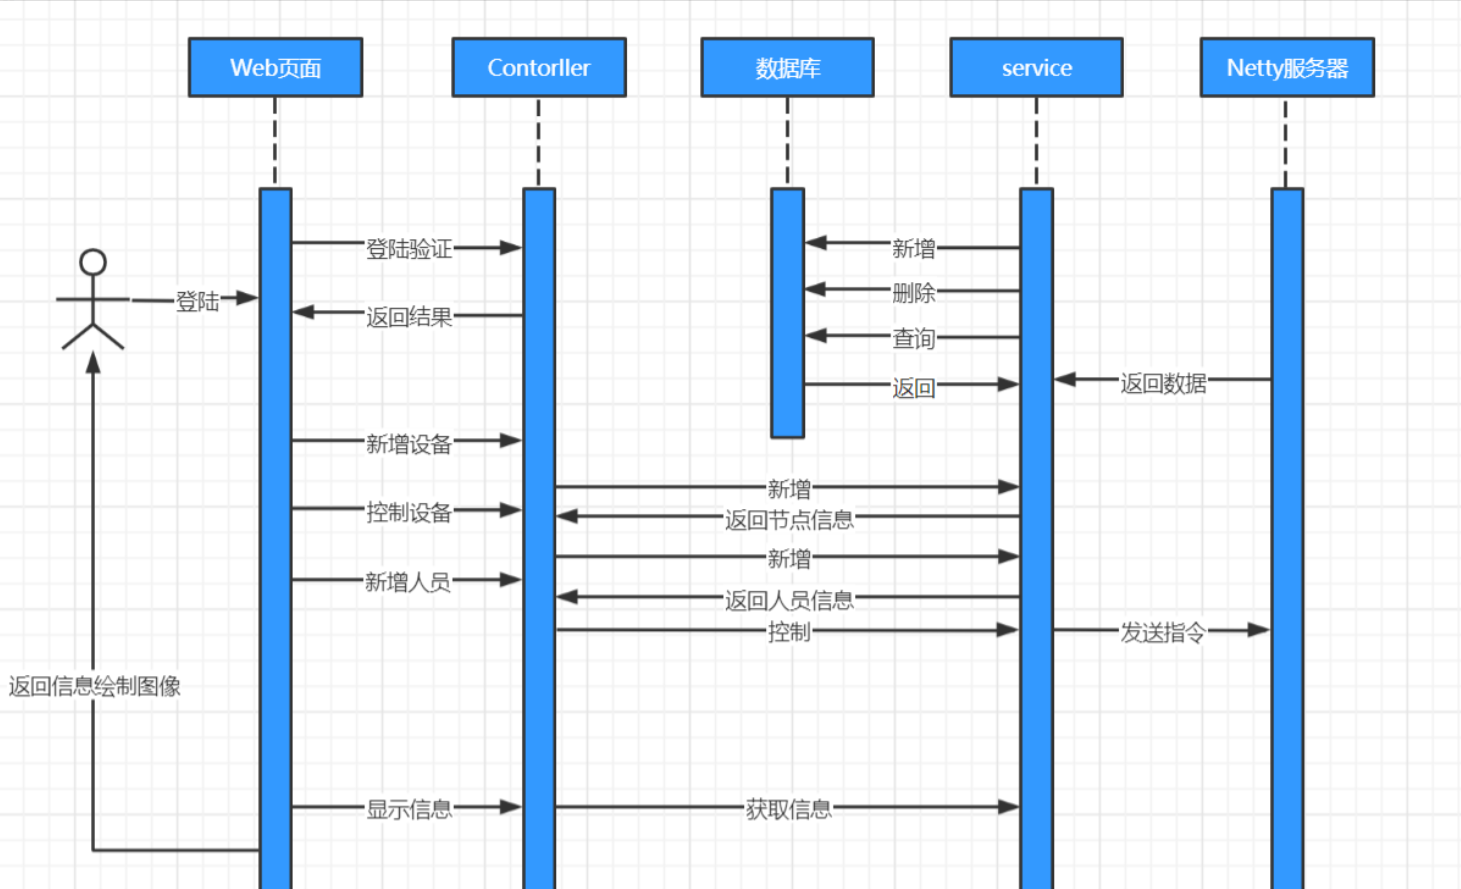 Web页面
Contorller
数据库
service
Netty服务器
登陆验证
新增
登陆
删除
返回结果
查询
返回
返回数据
新增设备
新增
控制设备
返回节点信息
新增
新增人员
返回人员信息
控制
发送指令
返回信息绘制图像
显示信息
获取信息